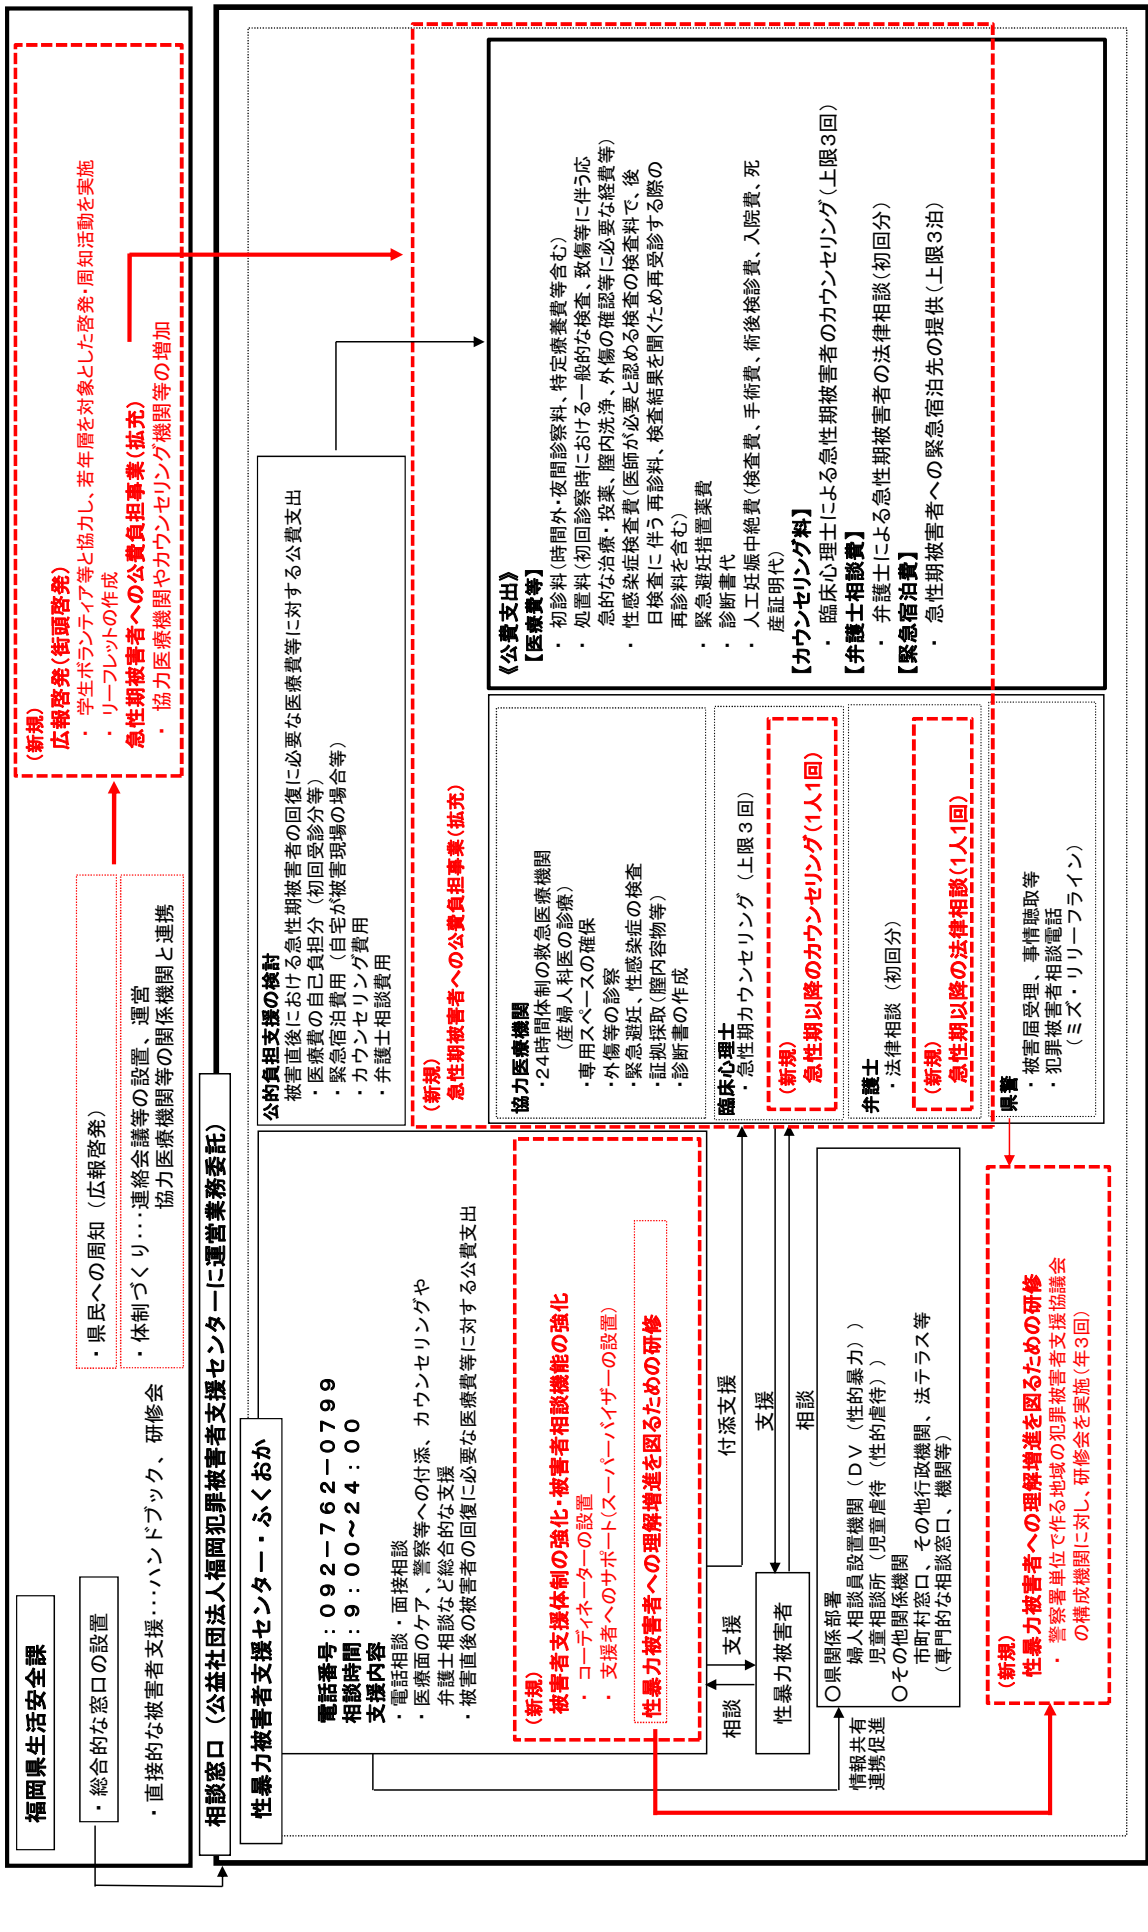 福岡県生活安全課
・総合的な窓口の設置
・直接的な被害者支援・・・ハンドブック、研修会
・県民への周知（広報啓発）
・体制づくり・・・連絡会議等の設置、運営
協力医療機関等の関係機関と連携
（新規）
広報啓発（街頭啓発）
・ 学生ボランティア等と協力し、若年層を対象とした啓発・周知活動を実施
・ リーフレットの作成
急性期被害者への公費負担事業（拡充）
・ 協力医療機関やカウンセリング機関等の増加
相談窓口（公益社団法人福岡犯罪被害者支援センターに運営業務委託）
性暴力被害者支援センター・ふくおか
電話番号：０９２－７６２－０７９９
相談時間：９：００～２４：００
支援内容
・電話相談・面接相談
・医療面のケア、警察等への付添、カウンセリングや
弁護士相談など総合的な支援
・被害直後の被害者の回復に必要な医療費等に対する公費支出
（新規）
被害者支援体制の強化・被害者相談機能の強化
・ コーディネーターの設置
・ 支援者へのサポート（スーパーバイザーの設置）
性暴力被害者への理解増進を図るための研修
公的負担支援の検討
被害直後における急性期被害者の回復に必要な医療費等に対する公費支出
・医療費の自己負担分（初回受診分等）
・緊急宿泊費用（自宅が被害現場の場合等）
・カウンセリング費用
・弁護士相談費用
（新規）
急性期被害者への公費負担事業（拡充）
協力医療機関
・２４時間体制の救急医療機関
（産婦人科医の診療）
・専用スペースの確保
・外傷等の診察
・緊急避妊、性感染症の検査
・証拠採取（膣内容物等）
・診断書の作成
臨床心理士
・急性期カウンセリング（上限３回）
（新規）
急性期以降のカウンセリング（1人1回）
弁護士
・法律相談（初回分）
（新規）
急性期以降の法律相談（1人1回）
県警
・ 被害届受理、事情聴取等
・ 犯罪被害者相談電話
（ミズ・リリーフライン）
《公費支出》
【医療費等】
・ 初診料（時間外・夜間診察料、特定療養費等含む）
・ 処置料（初回診察時における一般的な検査、致傷等に伴う応
急的な治療・投薬、膣内洗浄、外傷の確認等に必要な経費等）
・ 性感染症検査費（医師が必要と認める検査の検査料で、後
日検査に伴う 再診料、検査結果を聞くため再受診する際の
再診料を含む）
・ 緊急避妊措置薬費
・ 診断書代
・ 人工妊娠中絶費（検査費、手術費、術後検診費、入院費、死
産証明代）
【カウンセリング料】
・ 臨床心理士による急性期被害者のカウンセリング（上限3回）
【弁護士相談費】
・ 弁護士による急性期被害者の法律相談（初回分）
【緊急宿泊費】
・ 急性期被害者への緊急宿泊先の提供（上限3泊）
付添支援
支援
相談
相談
支援
性暴力被害者
情報共有
連携促進
○県関係部署
婦人相談員設置機関（ＤＶ（性的暴力））
児童相談所（児童虐待（性的虐待））
○その他関係機関
市町村窓口、その他行政機関、法テラス等
（専門的な相談窓口、機関等）
（新規）
性暴力被害者への理解増進を図るための研修
・ 警察署単位で作る地域の犯罪被害者支援協議会
の構成機関に対し、研修会を実施（年3回）